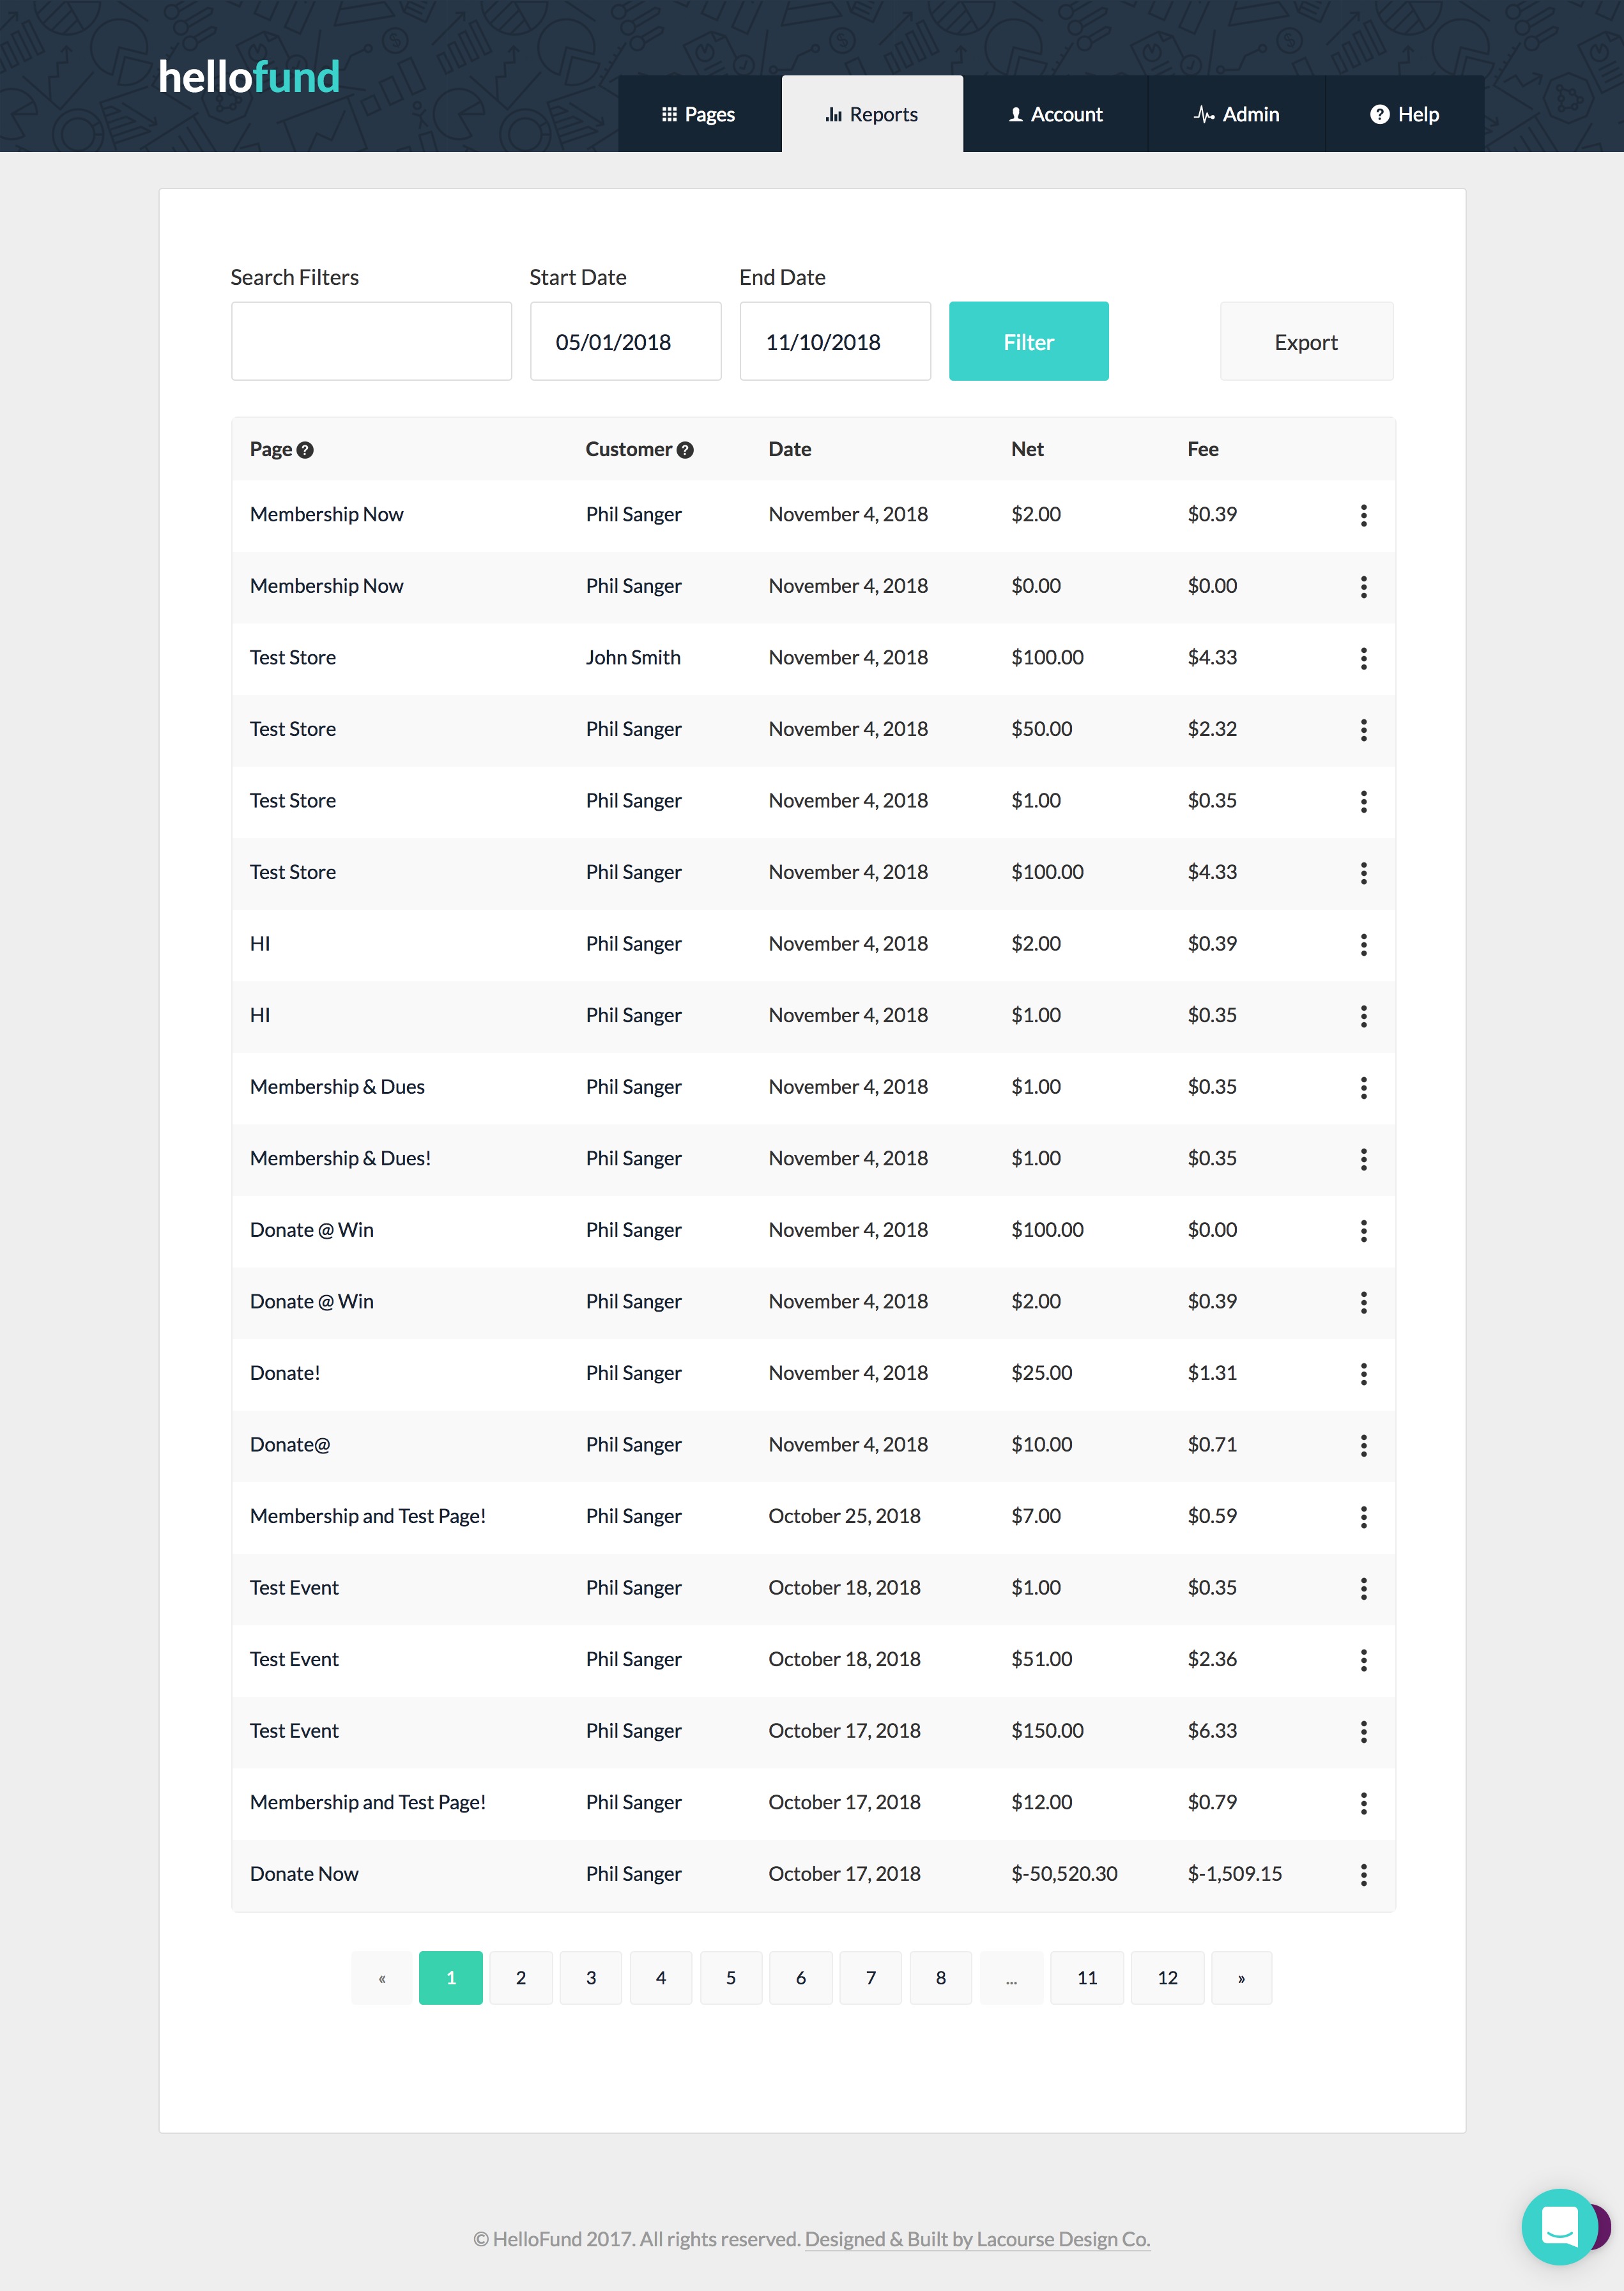 hellofund
Pages Reports Account Admin ? Help
Search Filters Start Date End Date
05/01/2018 11/10/2018 Filter Export
Page ? Customer ? Date Net Fee
Membership Now Phil Sanger November 4, 2018 $2.00 $0.39
Membership Now Phil Sanger November 4, 2018 $0.00 $0.00
Test Store John Smith November 4, 2018 $100.00 $4.33
Test Store Phil Sanger November 4, 2018 $50.00 $2.32
Test Store Phil Sanger November 4, 2018 $1.00 $0.35
Test Store Phil Sanger November 4, 2018 $100.00 $4.33
HI Phil Sanger November 4, 2018 $2.00 $0.39
HI Phil Sanger November 4, 2018 $1.00 $0.35
Membership & Dues Phil Sanger November 4, 2018 $1.00 $0.35
Membership & Dues! Phil Sanger November 4, 2018 $1.00 $0.35
Donate @ Win Phil Sanger November 4, 2018 $100.00 $0.00
Donate @ Win Phil Sanger November 4, 2018 $2.00 $0.39
Donate! Phil Sanger November 4, 2018 $25.00 $1.31
Donate@ Phil Sanger November 4, 2018 $10.00 $0.71
Membership and Test Page! Phil Sanger October 25, 2018 $7.00 $0.59
Test Event Phil Sanger October 18, 2018 $1.00 $0.35
Test Event Phil Sanger October 18, 2018 $51.00 $2.36
Test Event Phil Sanger October 17, 2018 $150.00 $6.33
Membership and Test Page! Phil Sanger October 17, 2018 $12.00 $0.79
Donate Now Phil Sanger October 17, 2018 $-50,520.30 $-1,509.15
« 1 2 3 4 5 6 7 8 ... 11 12 »
© HelloFund 2017. All rights reserved. Designed & Built by Lacourse Design Co.